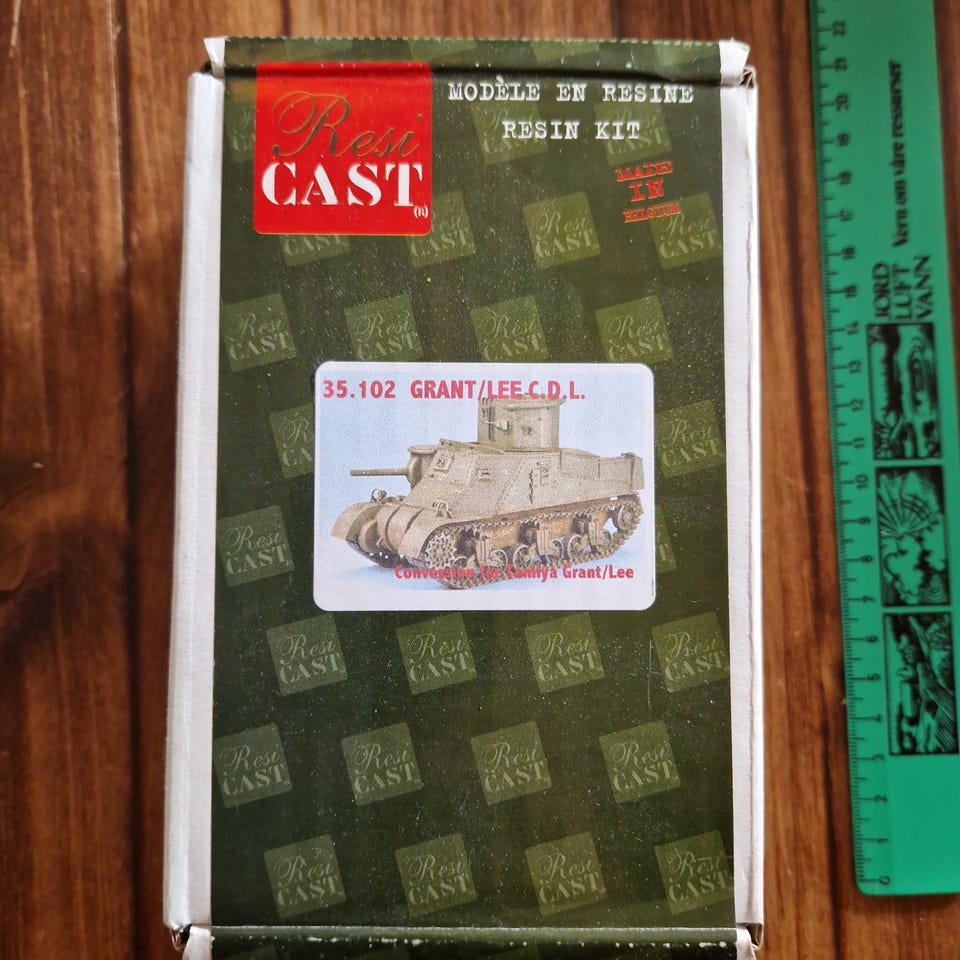 Resi
CAST
(R)
MODÈLE EN RESINE
RESIN KIT
MADE
IN
BELGIUM
35.102 GRANT/LEE C.D.L.
Conversion for Tamiya Grant/Lee
JORD
LUFT
VANN
Vern om våre ressurser